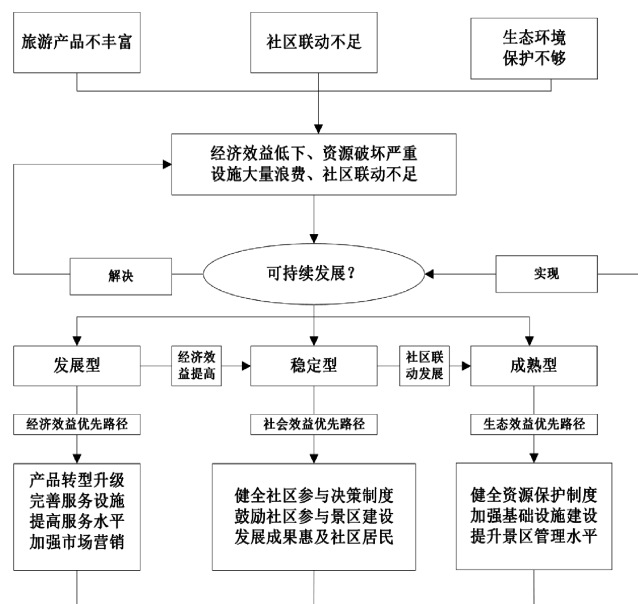 旅游产品不丰富
社区联动不足
生态环境
保护不够
经济效益低下、资源破坏严重
设施大量浪费、社区联动不足
解决
可持续发展？
实现
发展型
经济效
益提高
稳定型
社区联
动发展
成熟型
经济效益优先路径
社会效益优先路径
生态效益优先路径
产品转型升级
完善服务设施
提高服务水平
加强市场营销
健全社区参与决策制度
鼓励社区参与景区建设
发展成果惠及社区居民
健全资源保护制度
加强基础设施建设
提升景区管理水平